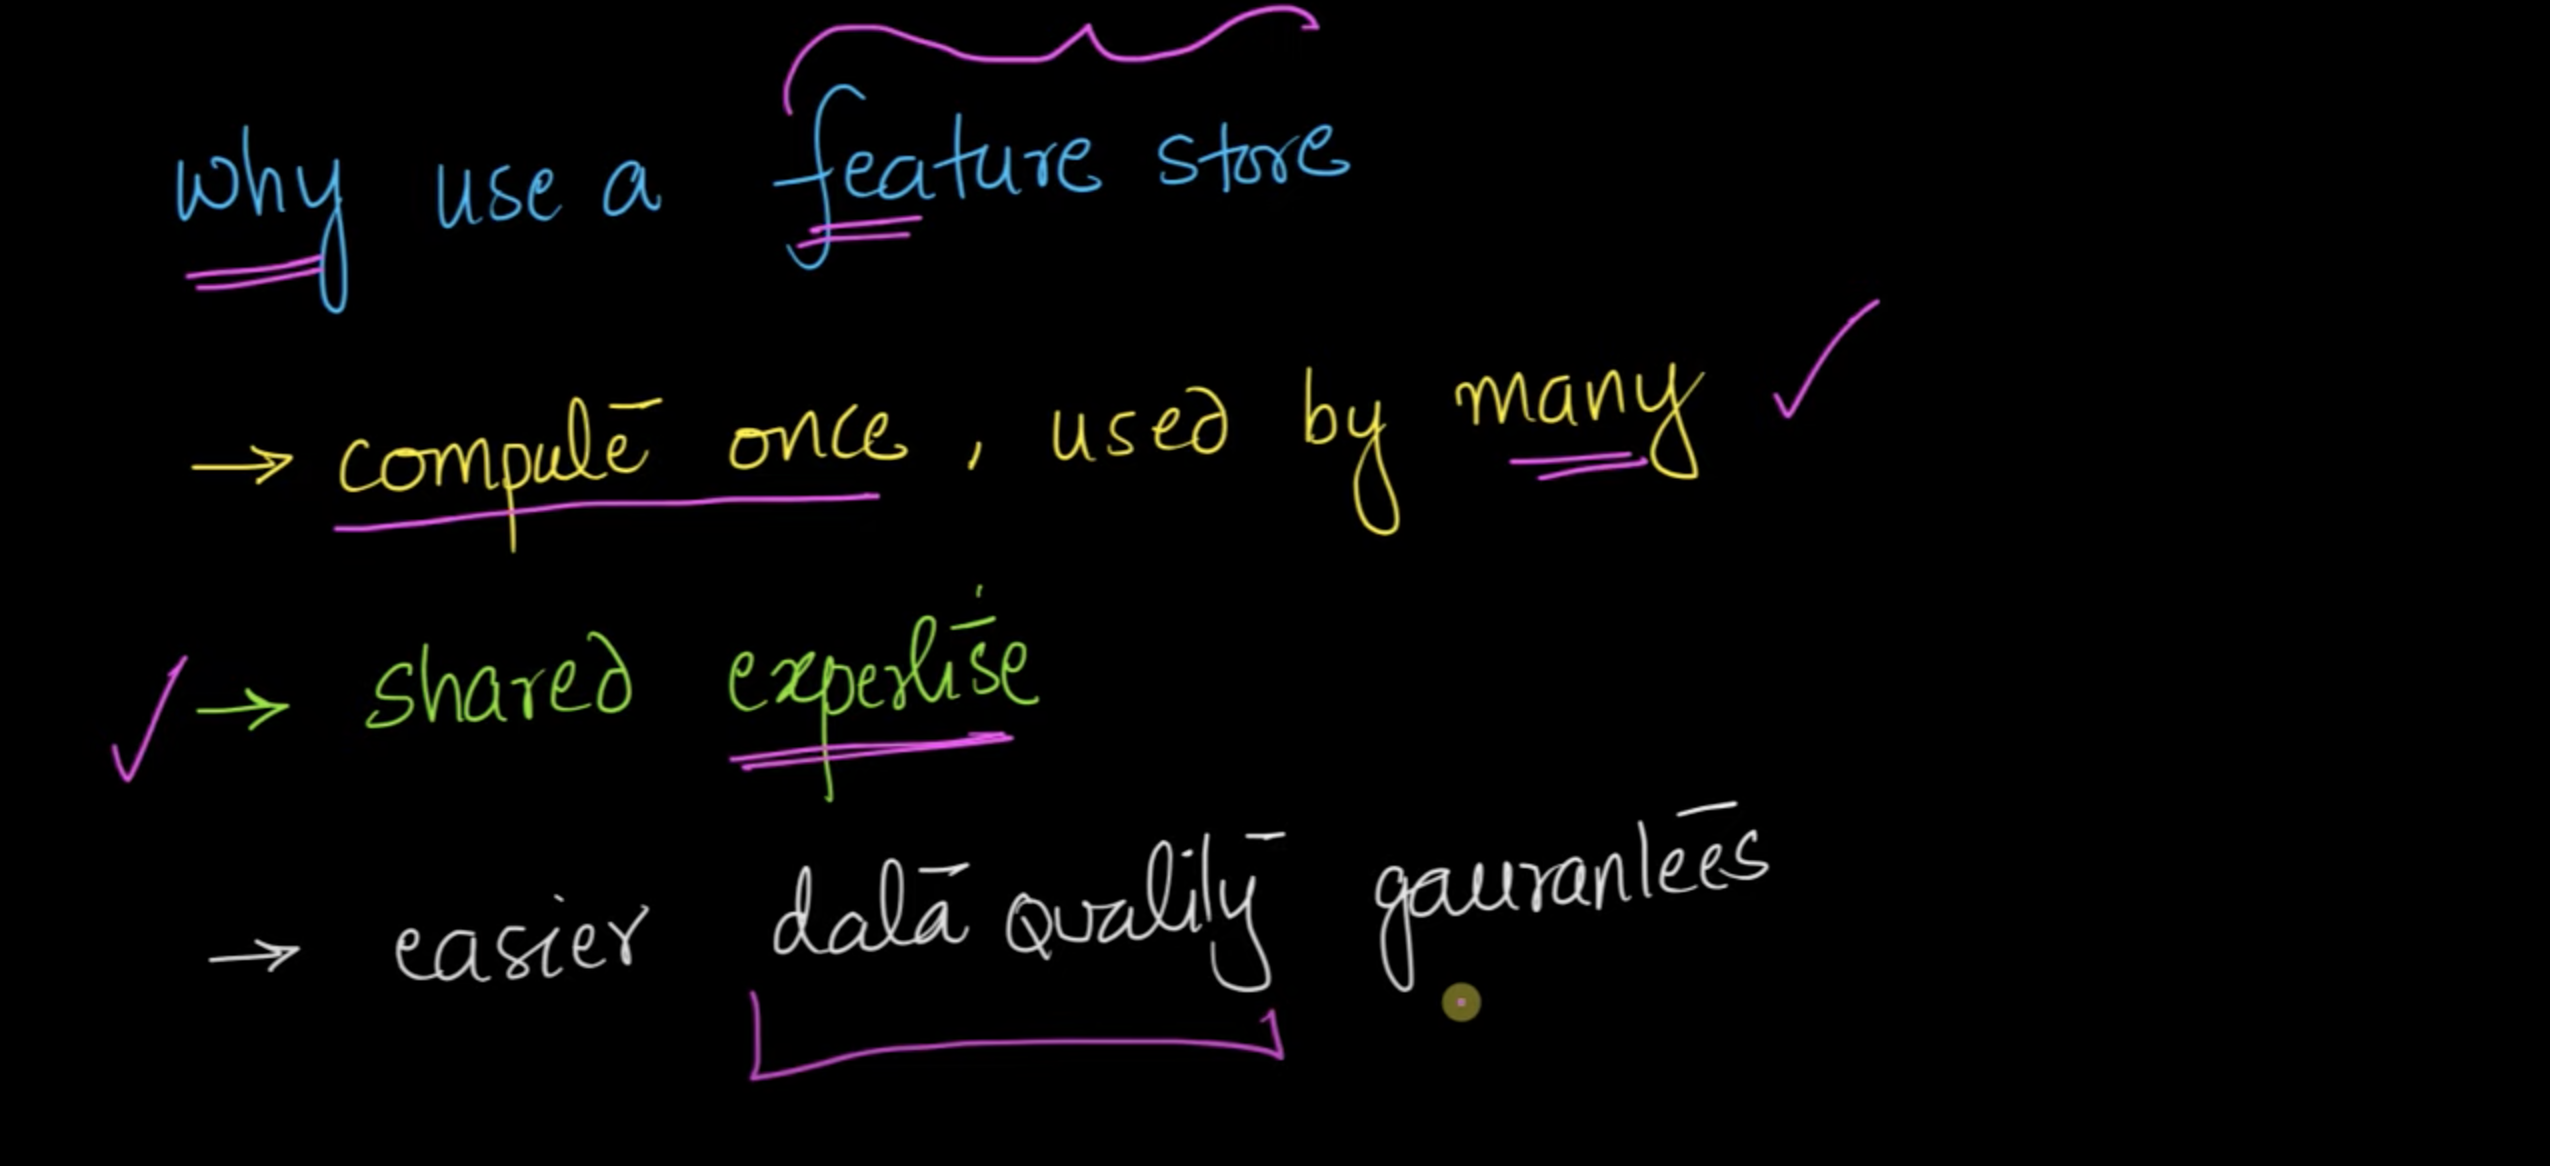 why use a feature store
→ compute once, used by many ✓
✓ → shared expertise
→ easier data quality gaurantees